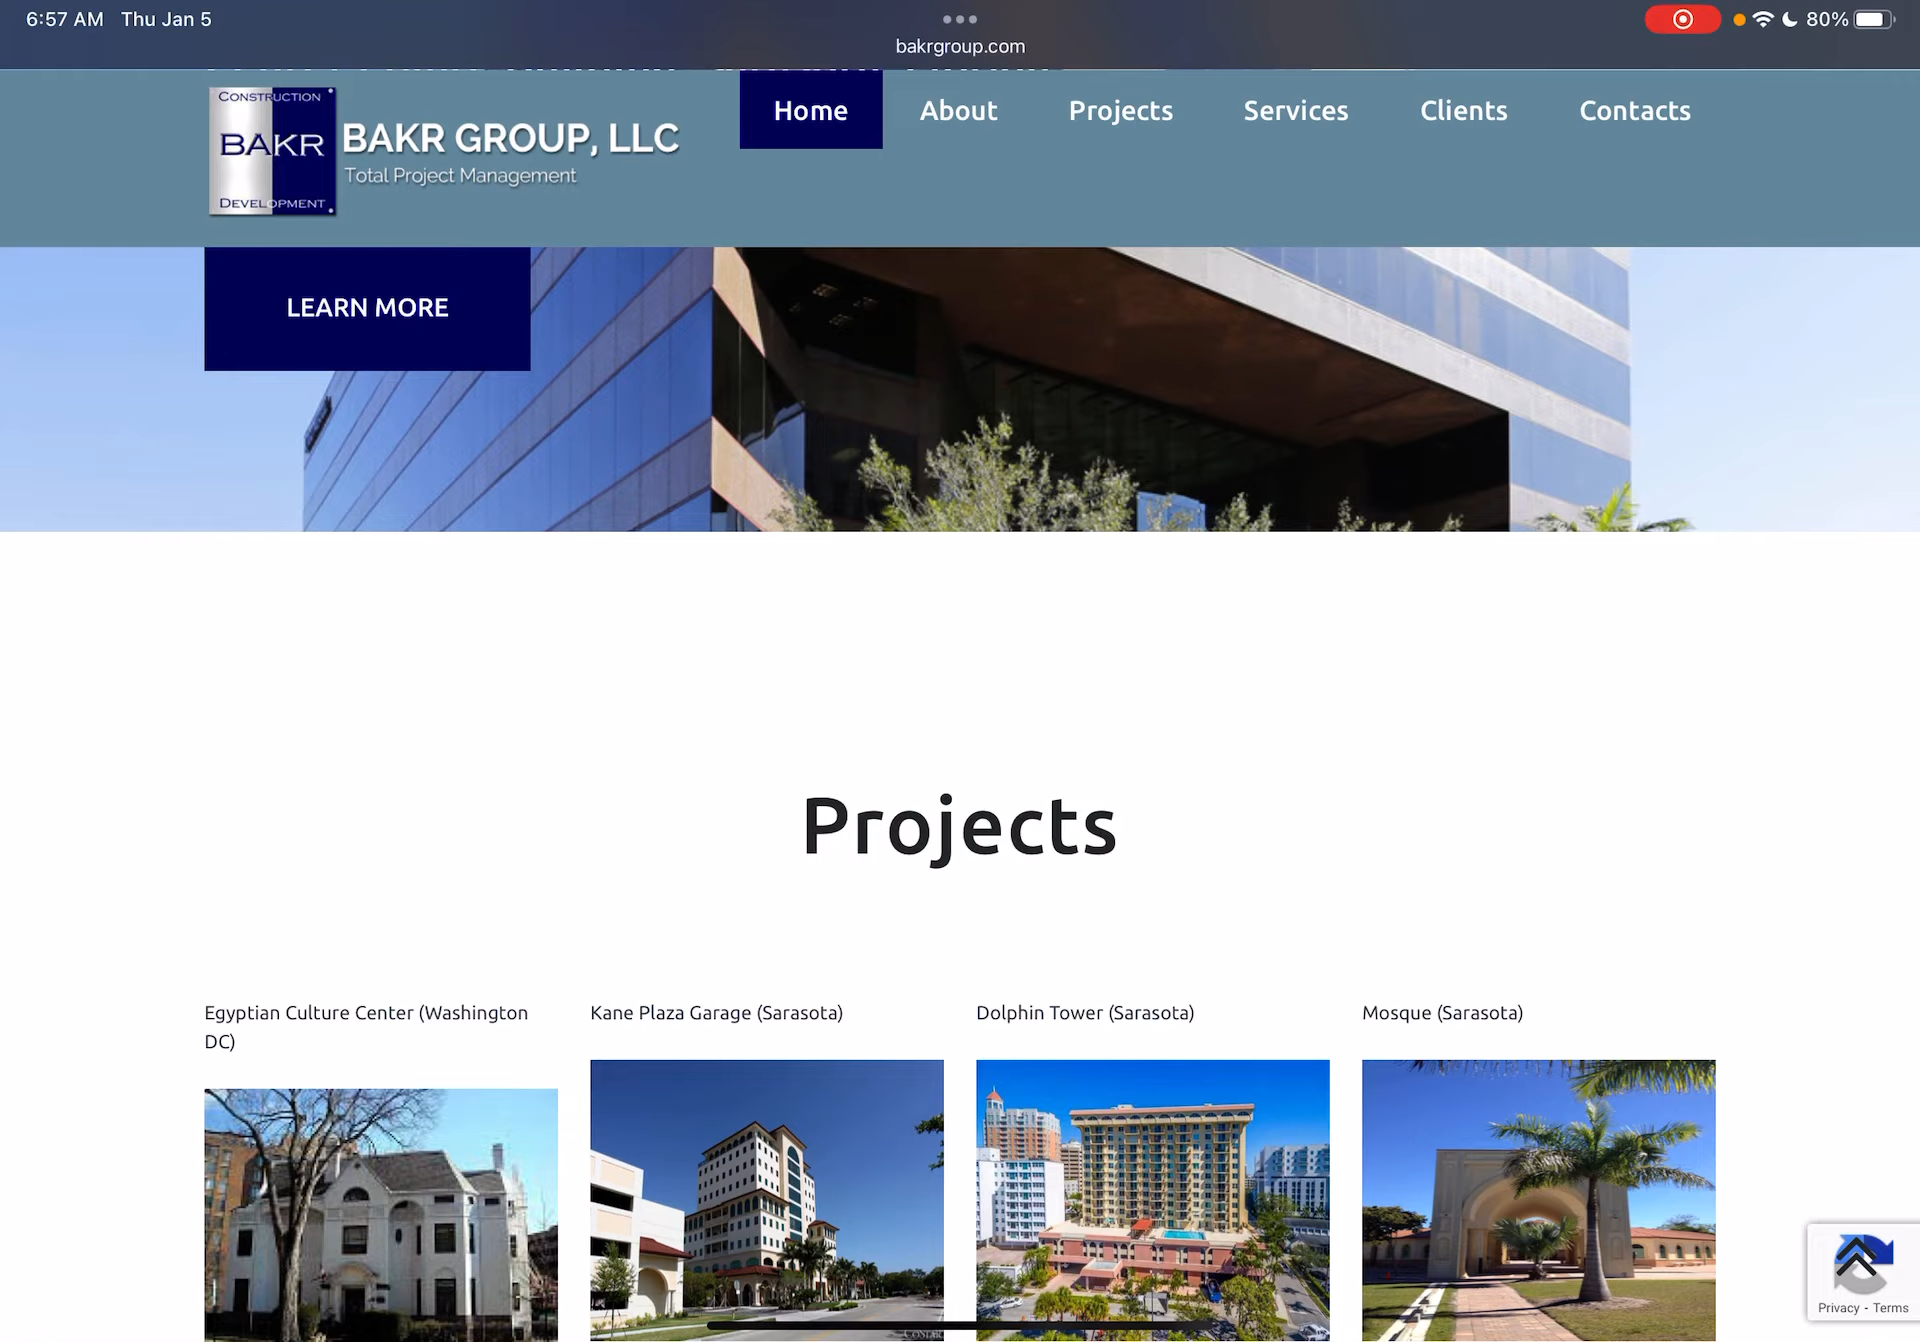 6:57 AM Thu Jan 5
80%
bakrgroup.com
CONSTRUCTION
BAKR
DEVELOPMENT
BAKR GROUP, LLC
Total Project Management
Home About Projects Services Clients Contacts
LEARN MORE
Projects
Egyptian Culture Center (Washington
DC)
Kane Plaza Garage (Sarasota)
Dolphin Tower (Sarasota)
Mosque (Sarasota)
Privacy - Terms